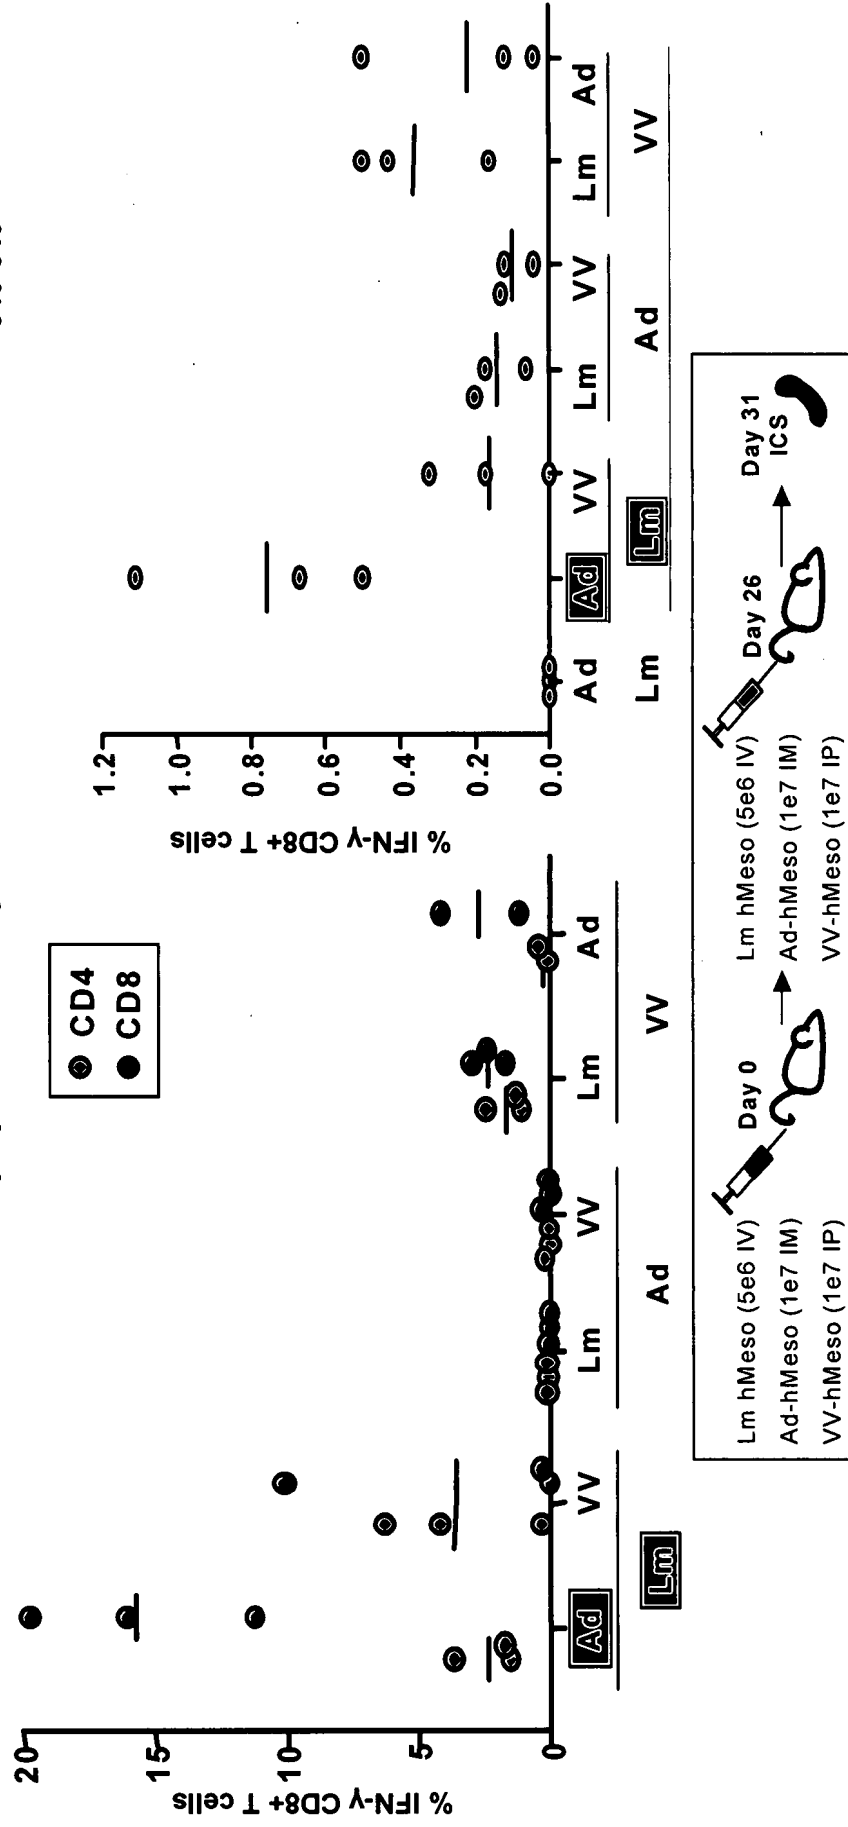 CD4
CD8
% IFN-γ CD8+ T cells
20
15
10
5
0
Ad VV Lm VV Lm Ad
Lm Ad VV
% IFN-γ CD8+ T cells
1.2
1.0
0.8
0.6
0.4
0.2
0.0
Ad Ad VV Lm VV Lm Ad
Lm Lm Ad VV
Day 0
Lm hMeso (5e6 IV)
Ad-hMeso (1e7 IM)
VV-hMeso (1e7 IP)
Day 26
Lm hMeso (5e6 IV)
Ad-hMeso (1e7 IM)
VV-hMeso (1e7 IP)
Day 31
ICS